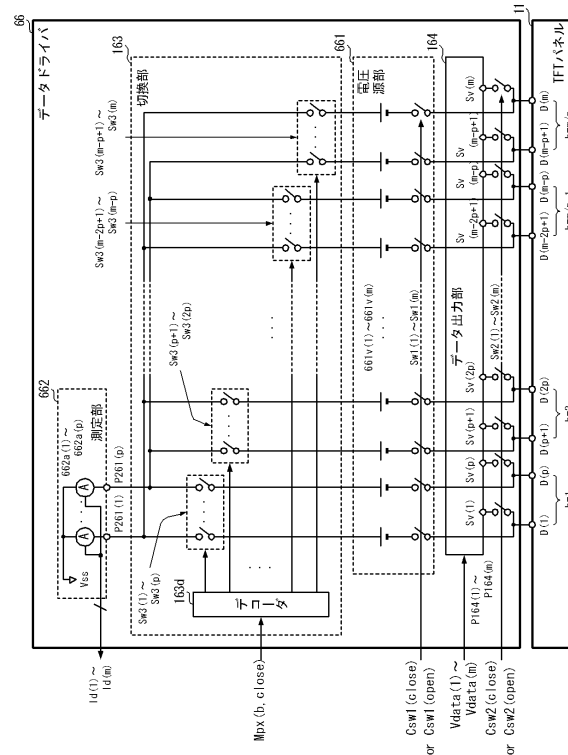 66
データドライバ
11
TFTパネル
662
662a(1)～
662a(p)
測定部
A
A
Vss
P261(1)
P261(p)
Id(1)～
Id(m)
163
切換部
Sw3(1)～
Sw3(p)
Sw3(p+1)～
Sw3(2p)
Sw3(m-2p+1)～
Sw3(m-p)
Sw3(m-p+1)～
Sw3(m)
163d
デコーダ
Mpx(b, close)
661
電圧
源部
661v(1)～661v(m)
Sw1(1)～Sw1(m)
Csw1(close)
or Csw1(open)
164
データ出力部
P164(1)～
P164(m)
Vdata(1)～
Vdata(m)
Sv(1)
Sv(p)
Sv(p+1)
Sv(2p)
Sv
(m-2p+1)
Sv
(m-p)
Sv
(m-p+1)
Sv(m)
Sw2(1)～Sw2(m)
Csw2(close)
or Csw2(open)
D(1)
D(p)
D(p+1)
D(2p)
D(m-2p+1)
D(m-p)
D(m-p+1)
D(m)